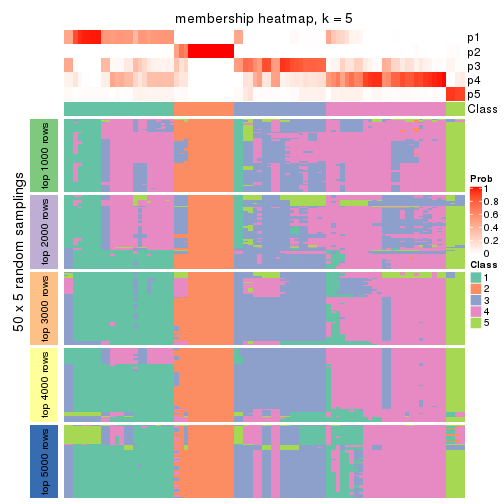 membership heatmap, k = 5
p1
p2
p3
p4
p5
Class
50 x 5 random samplings
top 1000 rows
top 2000 rows
top 3000 rows
top 4000 rows
top 5000 rows
Prob
1
0.8
0.6
0.4
0.2
0
Class
1
2
3
4
5